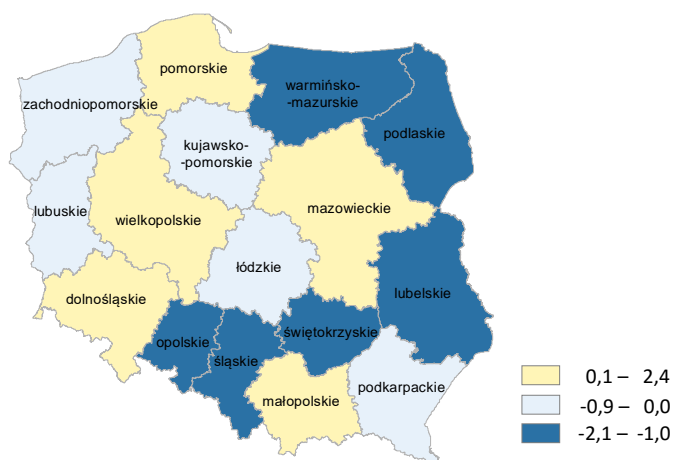 pomorskie
warmińsko-
-mazurskie
zachodniopomorskie
podlaskie
kujawsko-
-pomorskie
lubuskie
wielkopolskie
mazowieckie
łódzkie
dolnośląskie
lubelskie
opolskie
świętokrzyskie
śląskie
podkarpackie
małopolskie
0,1 – 2,4
-0,9 – 0,0
-2,1 – -1,0